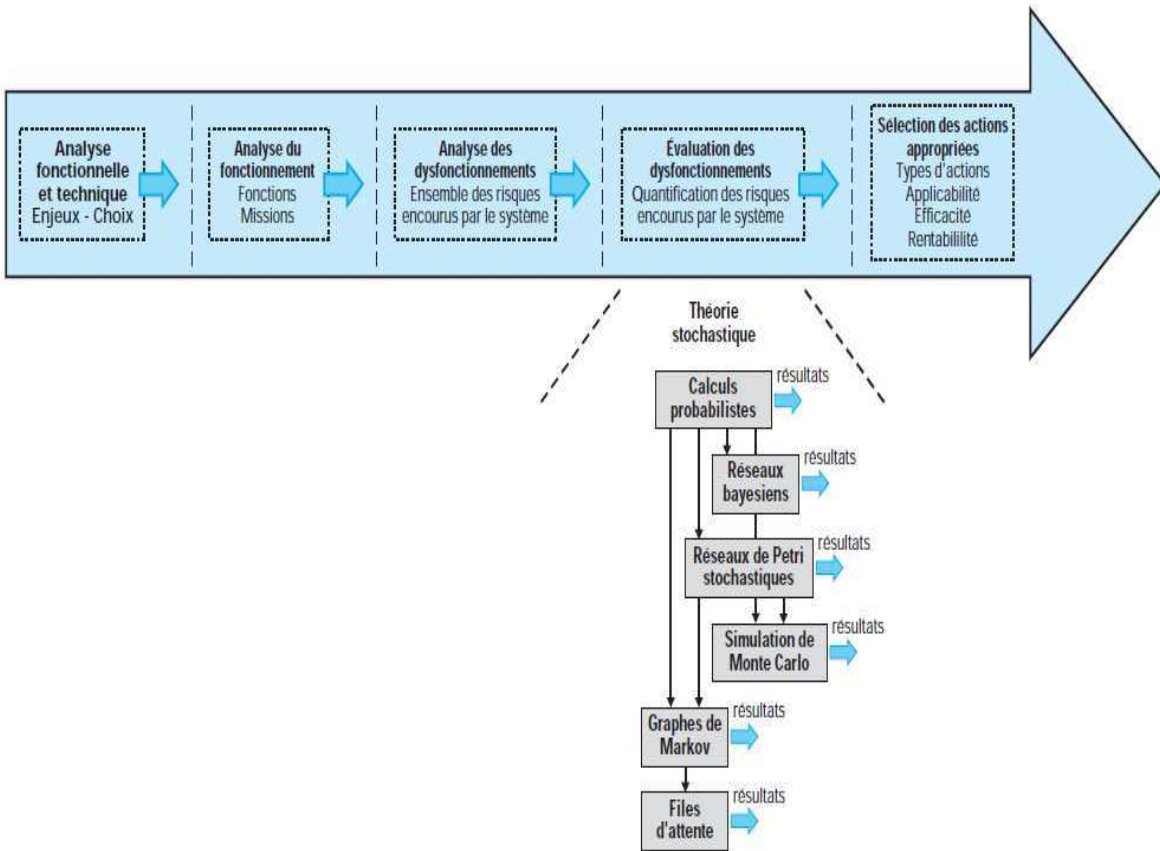 Analyse
fonctionnelle
et technique
Enjeux - Choix
Analyse du
fonctionnement
Fonctions
Missions
Analyse des
dysfonctionnements
Ensemble des risques
encourus par le système
Évaluation des
dysfonctionnements
Quantification des risques
encourus par le système
Sélection des actions
appropriées
Types d'actions
Applicabilité
Efficacité
Rentabililité
Théorie
stochastique
Calculs
probabilistes
résultats
Réseaux
bayesiens
résultats
Réseaux de Petri
stochastiques
résultats
Simulation de
Monte Carlo
résultats
Graphes de
Markov
résultats
Files
d'attente
résultats